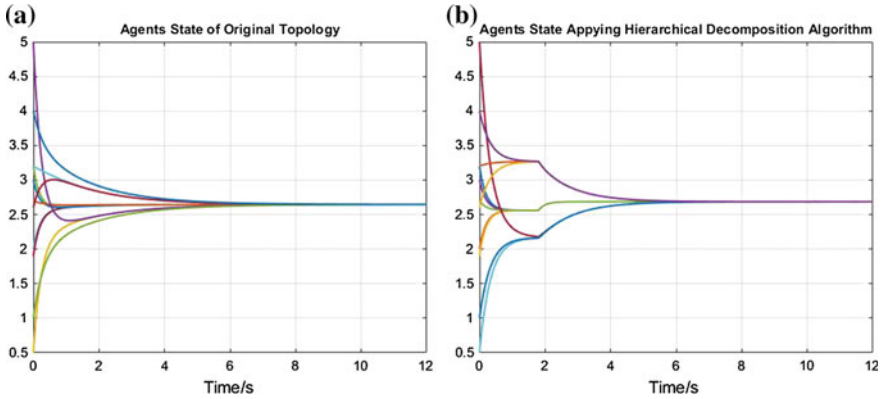 (a)
Agents State of Original Topology
5
4.5
4
3.5
3
2.5
2
1.5
1
0.5
0 2 4 6 8 10 12
Time/s
(b)
Agents State Appying Hierarchical Decomposition Algorithm
5
4.5
4
3.5
3
2.5
2
1.5
1
0.5
0 2 4 6 8 10 12
Time/s